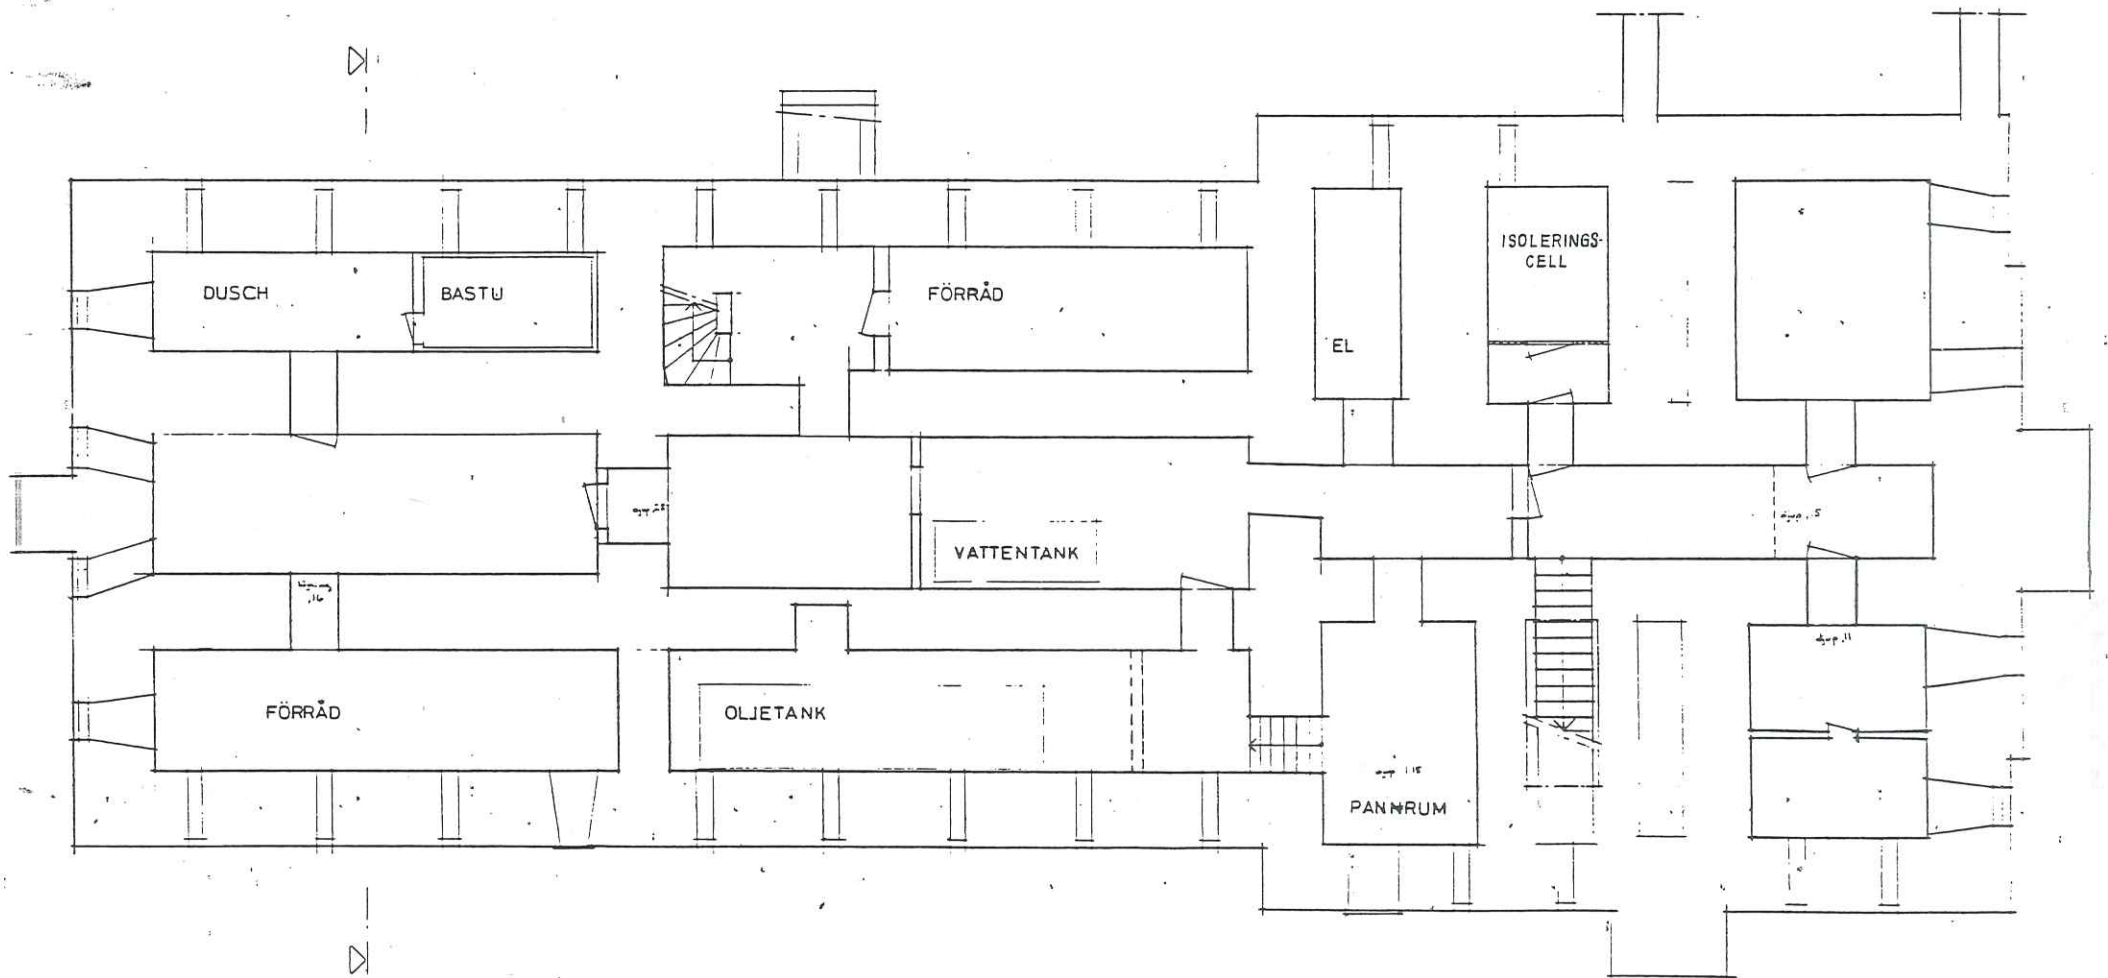 DUSCH
BASTU
FÖRRÅD
EL
ISOLERINGS-
CELL
VATTENTANK
FÖRRÅD
OLJETANK
PANNRUM